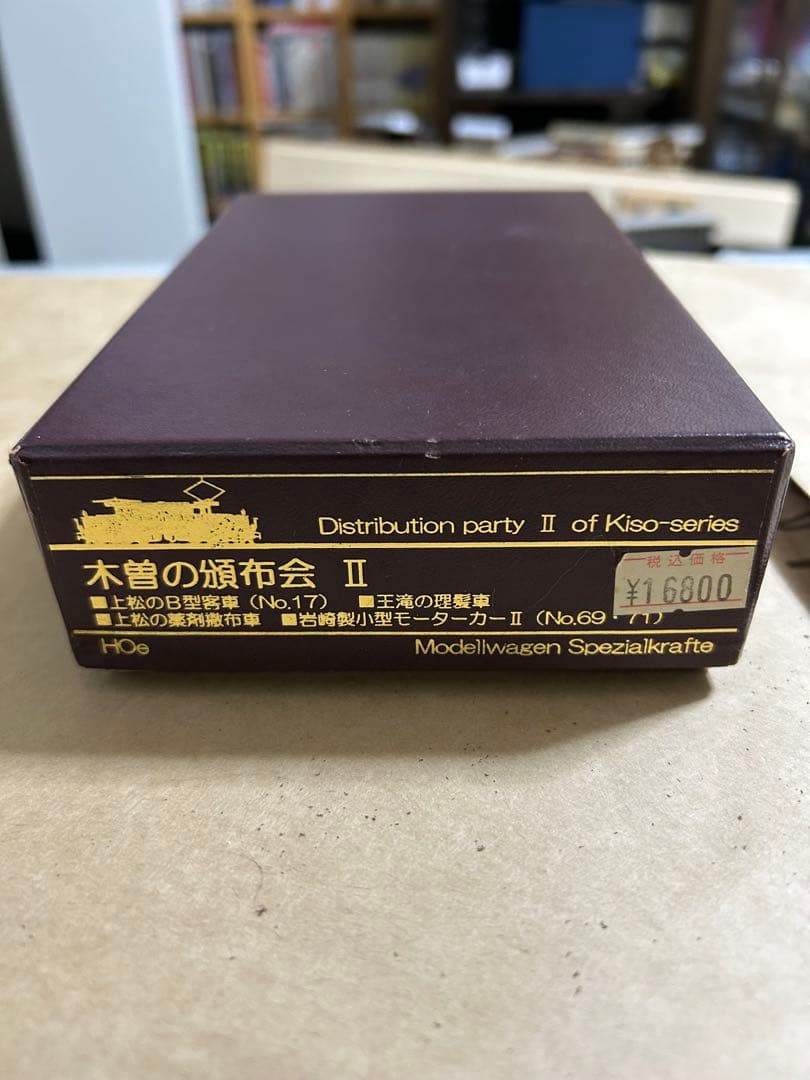 Distribution party Ⅱ of Kiso-series
木曽の頒布会 Ⅱ
税込価格
¥16800
■上松のB型客車（No.17） ■王滝の理髪車
■上松の薬剤撒布車 ■岩崎製小型モーターカーⅡ（No.69・71）
HOe Modellwagen Spezialkrafte